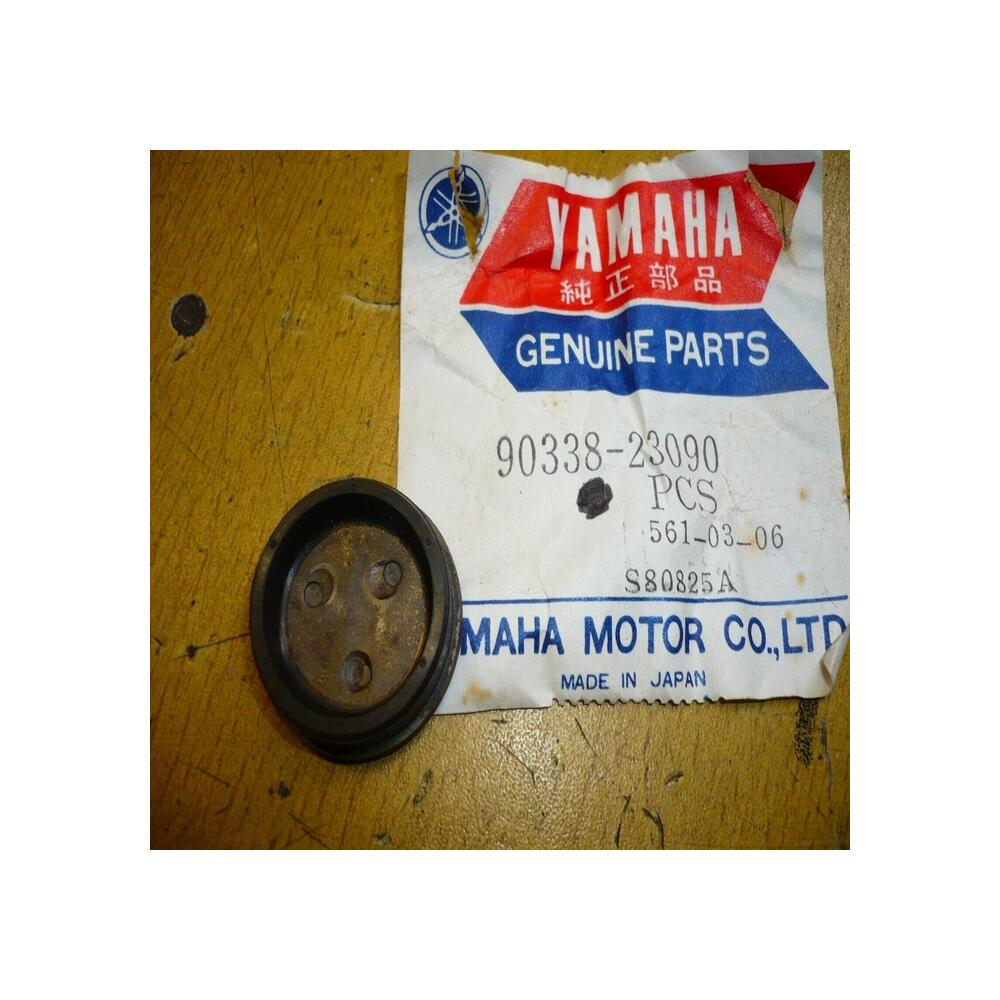 YAMAHA
純正部品
GENUINE PARTS
90338-23090
PCS
561-03-06
S80825A
MAHA MOTOR CO.,LTD
MADE IN JAPAN